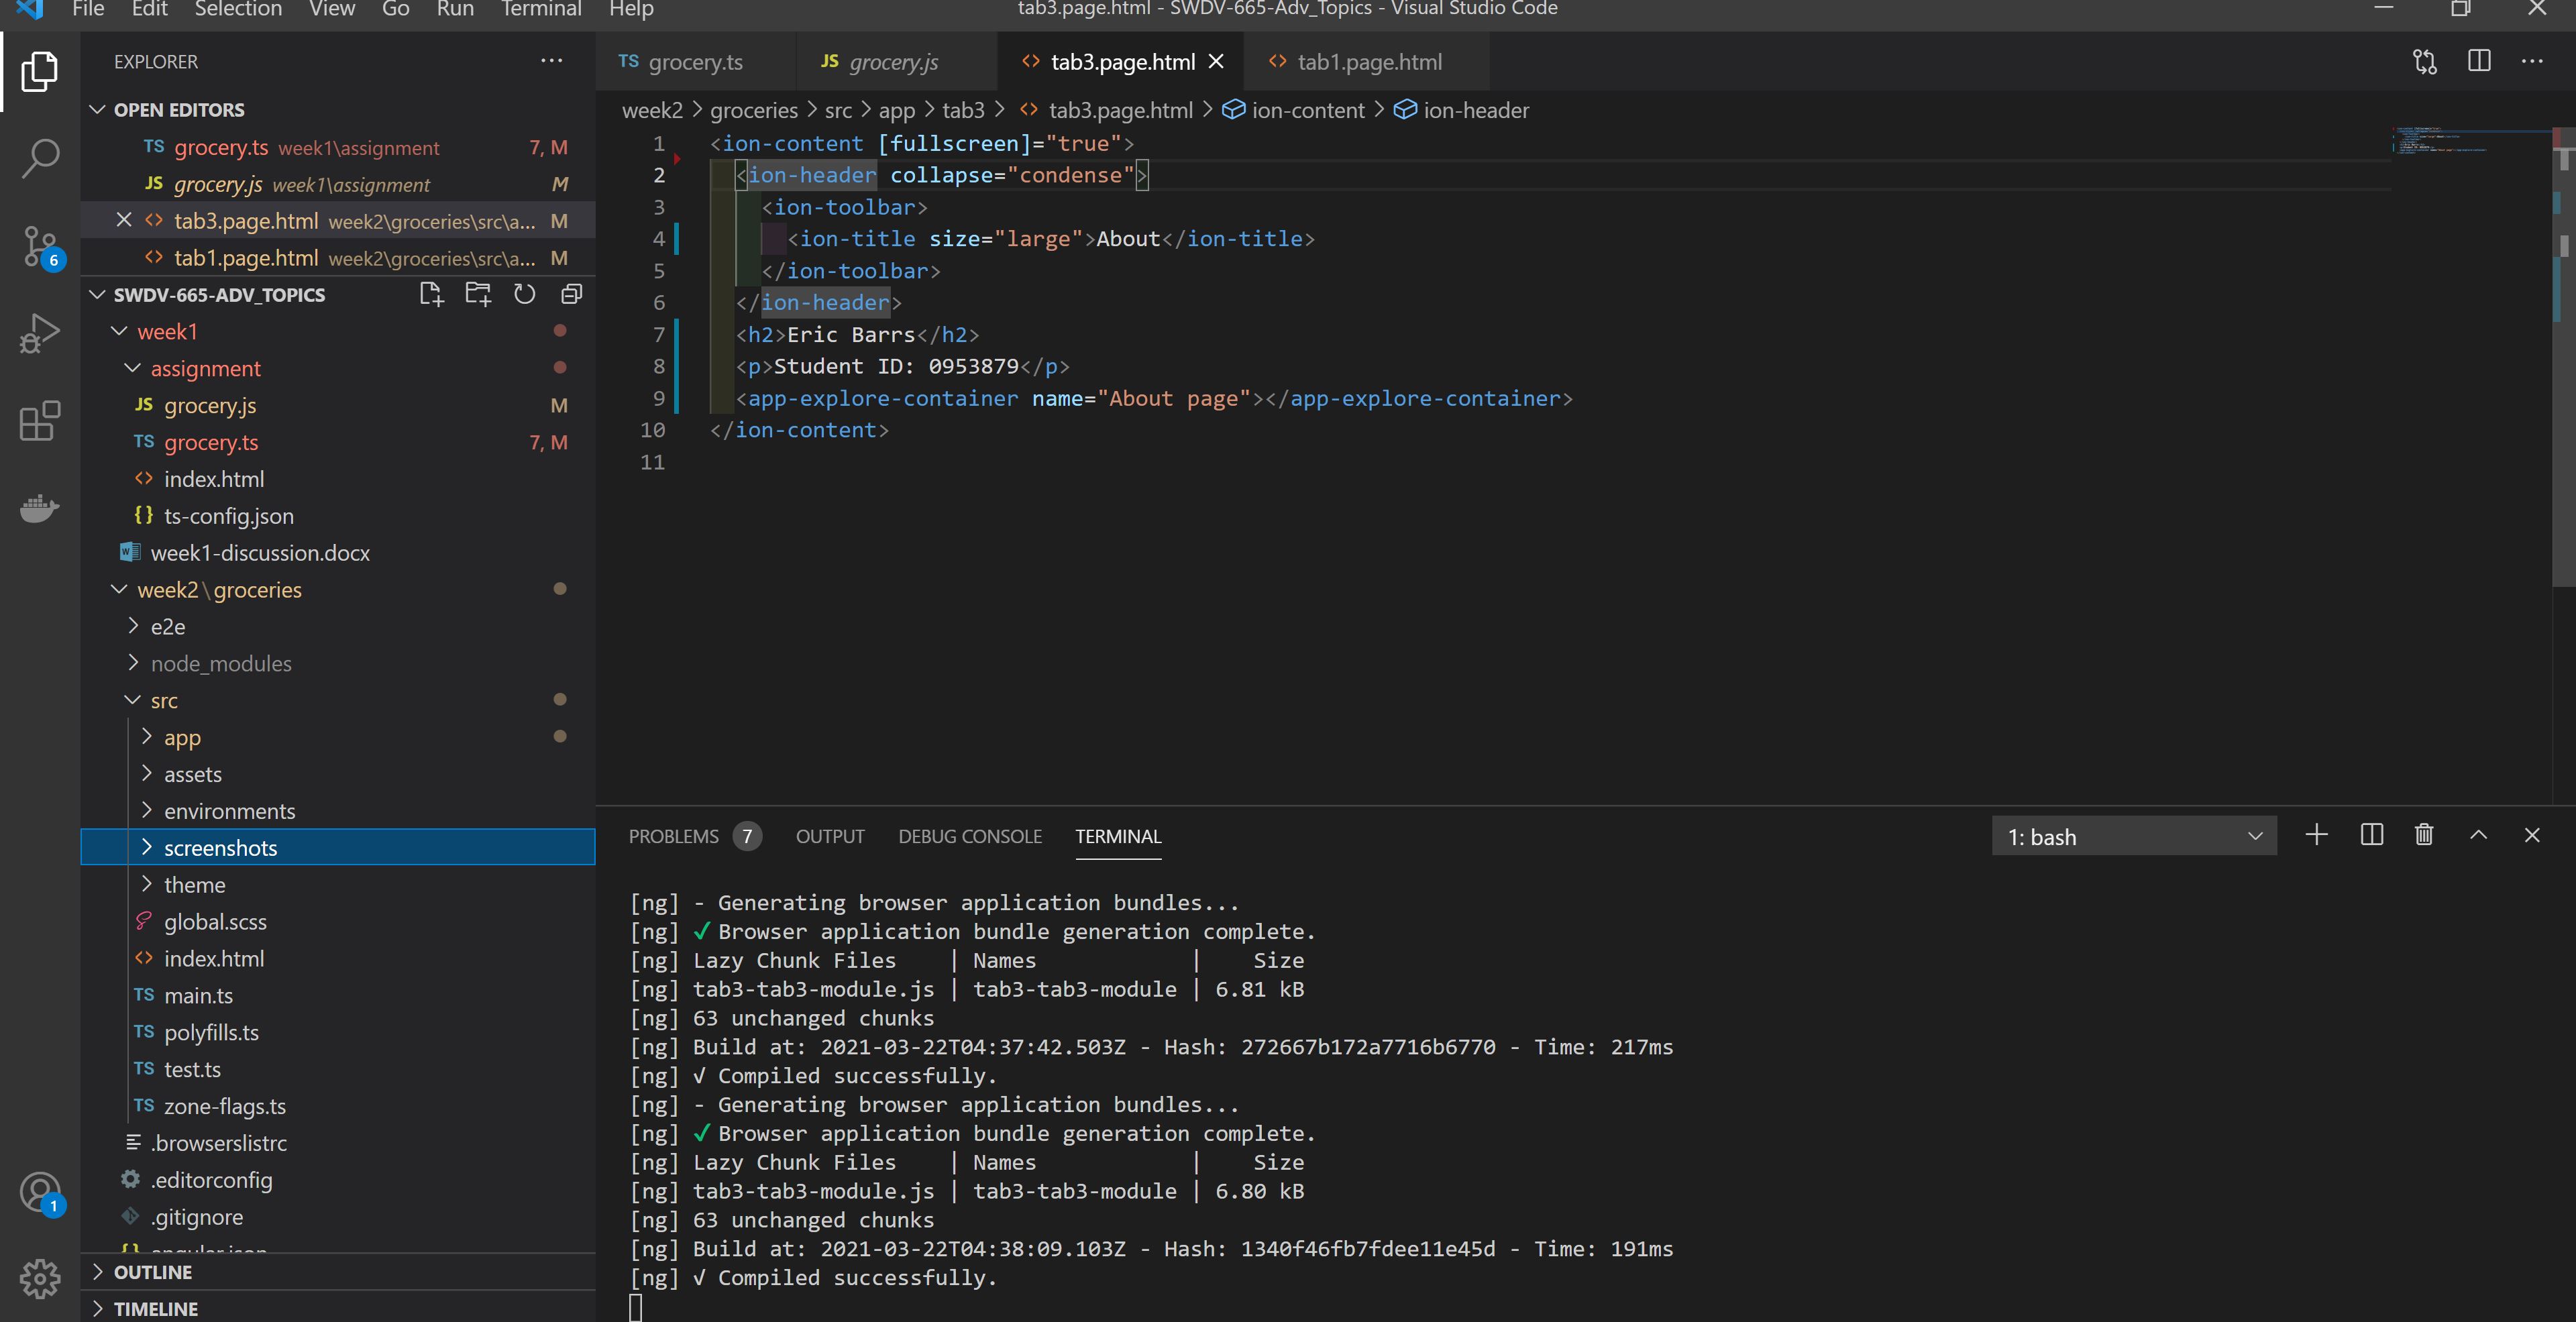 File Edit Selection View Go Run Terminal Help
tab3.page.html - SWDV-665-Adv_Topics - Visual Studio Code
EXPLORER
OPEN EDITORS
TS grocery.ts week1\assignment 7, M
JS grocery.js week1\assignment M
tab3.page.html week2\groceries\src\a... M
tab1.page.html week2\groceries\src\a... M
SWDV-665-ADV_TOPICS
week1
assignment
JS grocery.js M
TS grocery.ts 7, M
index.html
{} ts-config.json
week1-discussion.docx
week2\groceries
e2e
node_modules
src
app
assets
environments
screenshots
theme
global.scss
index.html
TS main.ts
TS polyfills.ts
TS test.ts
TS zone-flags.ts
.browserslistrc
.editorconfig
.gitignore
{} angular.json
OUTLINE
TIMELINE
6
1
TS grocery.ts JS grocery.js <> tab3.page.html <> tab1.page.html
week2 > groceries > src > app > tab3 > <> tab3.page.html > ion-content > ion-header
1 <ion-content [fullscreen]="true">
2 <ion-header collapse="condense">
3 <ion-toolbar>
4 <ion-title size="large">About</ion-title>
5 </ion-toolbar>
6 </ion-header>
7 <h2>Eric Barrs</h2>
8 <p>Student ID: 0953879</p>
9 <app-explore-container name="About page"></app-explore-container>
10 </ion-content>
11
PROBLEMS 7 OUTPUT DEBUG CONSOLE TERMINAL 1: bash
[ng] - Generating browser application bundles...
[ng] ✔ Browser application bundle generation complete.
[ng] Lazy Chunk Files | Names | Size
[ng] tab3-tab3-module.js | tab3-tab3-module | 6.81 kB
[ng] 63 unchanged chunks
[ng] Build at: 2021-03-22T04:37:42.503Z - Hash: 272667b172a7716b6770 - Time: 217ms
[ng] √ Compiled successfully.
[ng] - Generating browser application bundles...
[ng] ✔ Browser application bundle generation complete.
[ng] Lazy Chunk Files | Names | Size
[ng] tab3-tab3-module.js | tab3-tab3-module | 6.80 kB
[ng] 63 unchanged chunks
[ng] Build at: 2021-03-22T04:38:09.103Z - Hash: 1340f46fb7fdee11e45d - Time: 191ms
[ng] √ Compiled successfully.